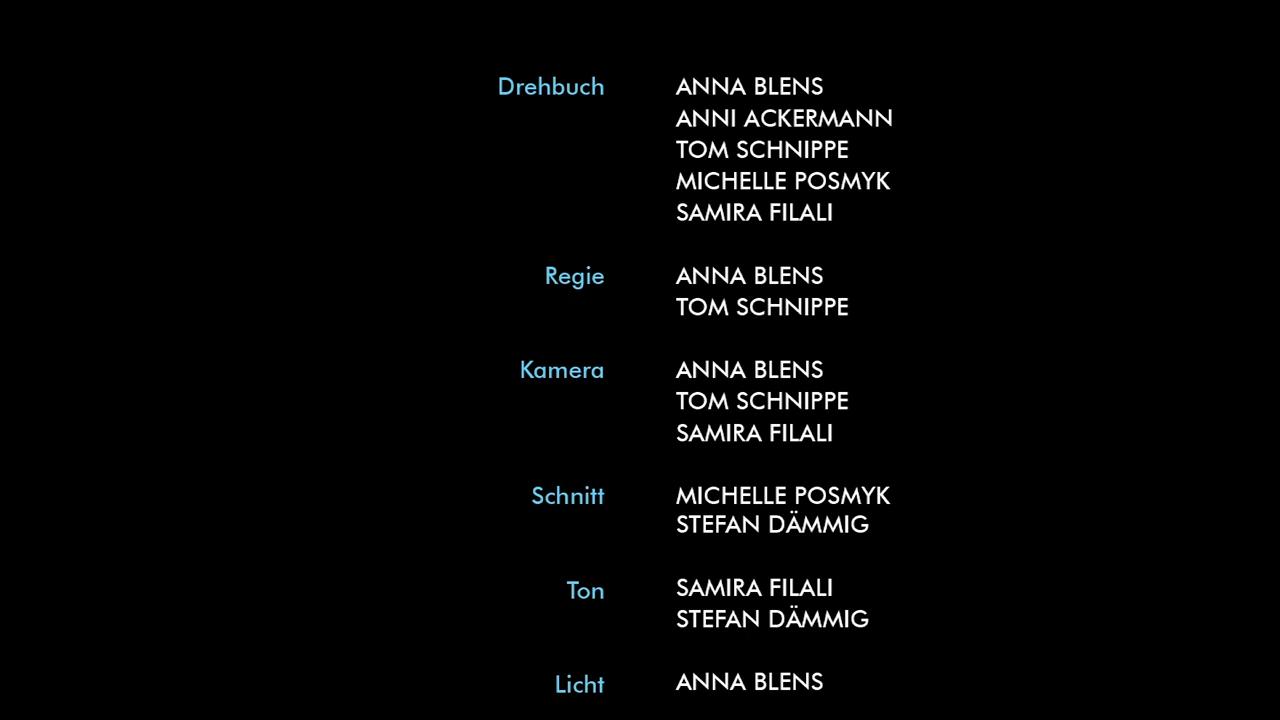 Drehbuch ANNA BLENS
ANNI ACKERMANN
TOM SCHNIPPE
MICHELLE POSMYK
SAMIRA FILALI
Regie ANNA BLENS
TOM SCHNIPPE
Kamera ANNA BLENS
TOM SCHNIPPE
SAMIRA FILALI
Schnitt MICHELLE POSMYK
STEFAN DÄMMIG
Ton SAMIRA FILALI
STEFAN DÄMMIG
Licht ANNA BLENS